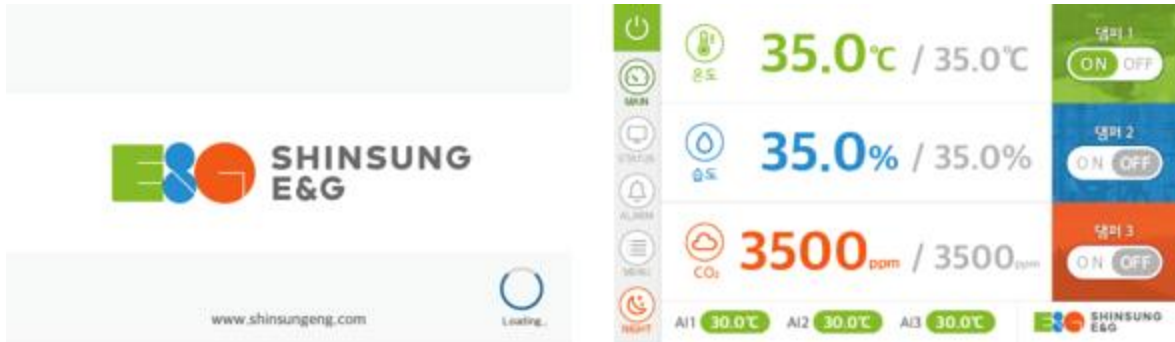 E&G SHINSUNG
E&G
www.shinsungeng.com
Loading..
온도
35.0℃ / 35.0℃
댐퍼 1
ON OFF
MAIN
STATUS
습도
35.0% / 35.0%
댐퍼 2
ON OFF
ALARM
MENU
CO₂
3500ppm / 3500ppm
댐퍼 3
ON OFF
NIGHT
AI1 30.0℃ AI2 30.0℃ AI3 30.0℃
E&G SHINSUNG
E&G